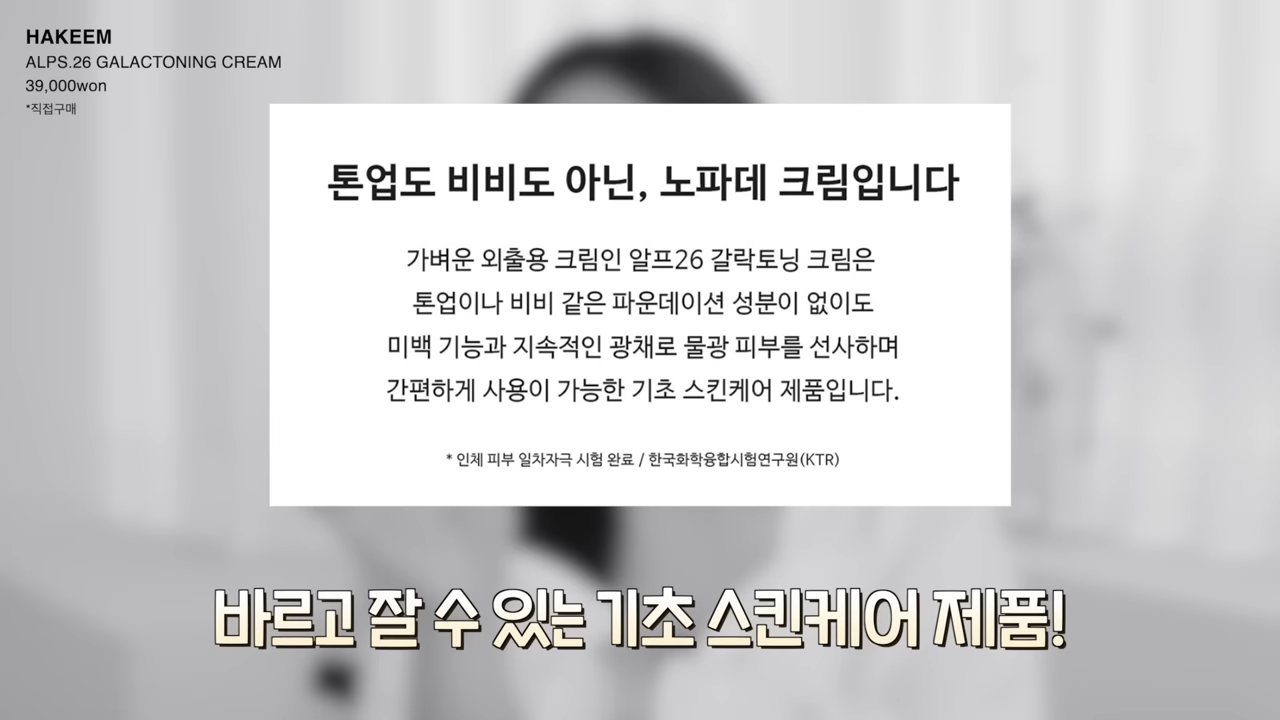 HAKEEM
ALPS.26 GALACTONING CREAM
39,000won
*직접구매
톤업도 비비도 아닌, 노파데 크림입니다
가벼운 외출용 크림인 알프26 갈락토닝 크림은
톤업이나 비비 같은 파운데이션 성분이 없이도
미백 기능과 지속적인 광채로 물광 피부를 선사하며
간편하게 사용이 가능한 기초 스킨케어 제품입니다.
* 인체 피부 일차자극 시험 완료 / 한국화학융합시험연구원(KTR)
바르고 잘 수 있는 기초 스킨케어 제품!